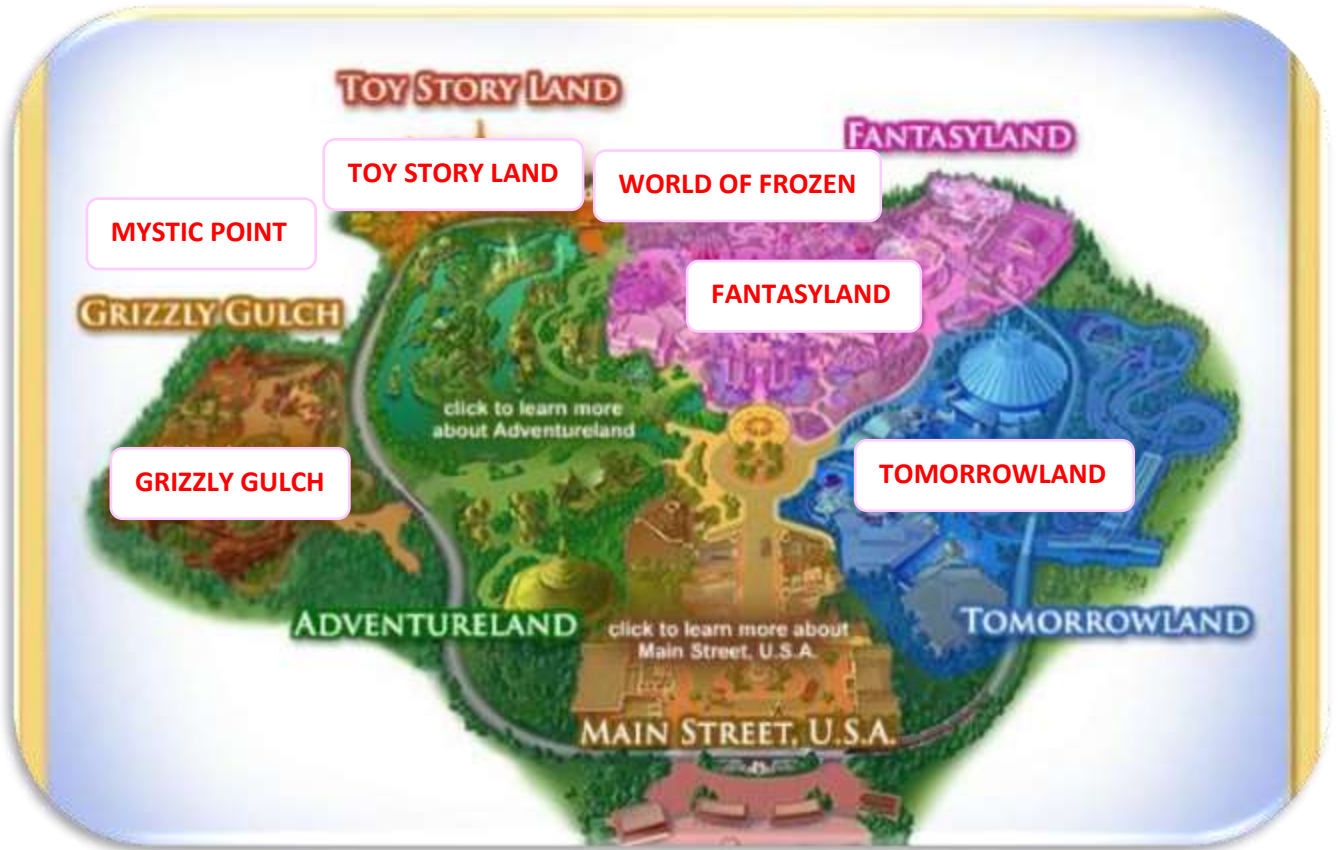 TOY STORY LAND
FANTASYLAND
TOY STORY LAND
WORLD OF FROZEN
MYSTIC POINT
FANTASYLAND
GRIZZLY GULCH
click to learn more
about Adventureland
GRIZZLY GULCH
TOMORROWLAND
ADVENTURELAND
click to learn more about
Main Street, U.S.A.
TOMORROWLAND
MAIN STREET, U.S.A.